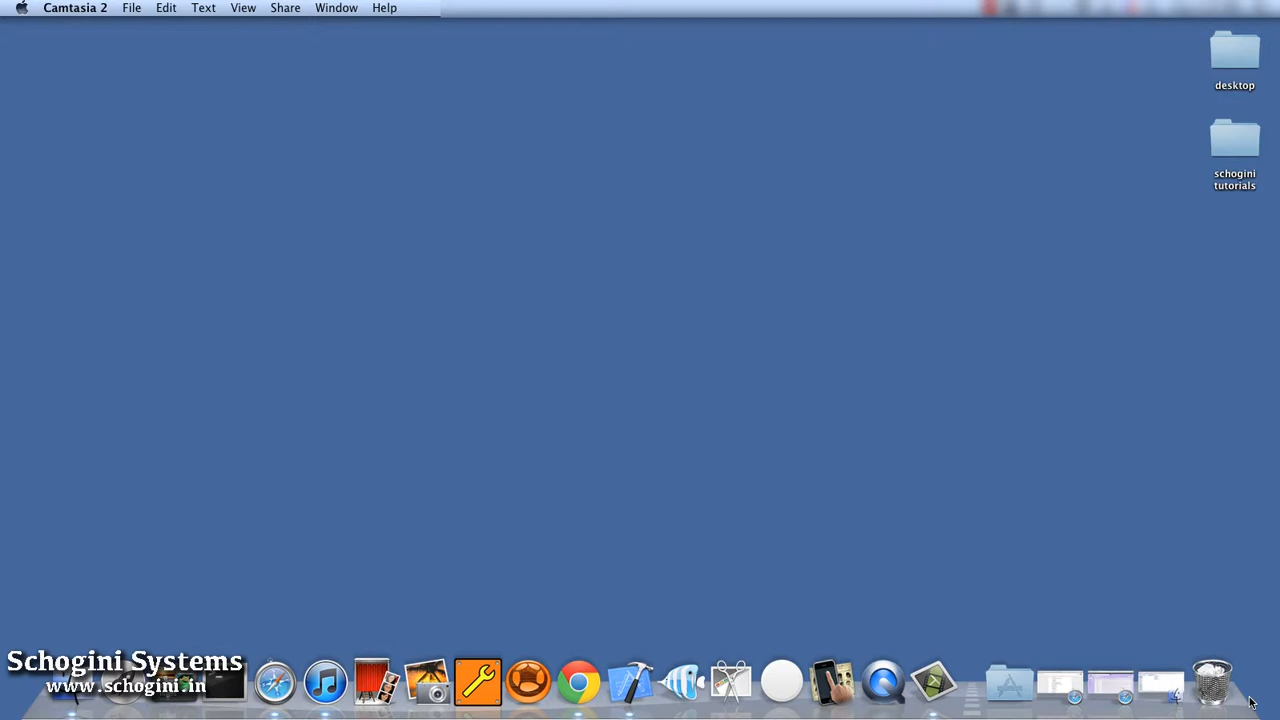 Camtasia 2 File Edit Text View Share Window Help
desktop
schogini
tutorials
Schogini Systems
www.schogini.in